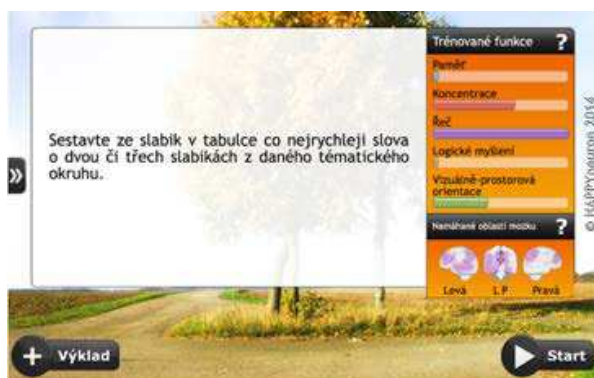 Sestavte ze slabik v tabulce co nejrychleji slova
o dvou či třech slabikách z daného tématického
okruhu.
Trénované funkce ?
Paměť
Koncentrace
Řeč
Logické myšlení
Vizuálně-prostorová
orientace
Namáhané oblasti mozku ?
Levá L P Pravá
© HAPPYneuron 2014
» 
+ Výklad
Start